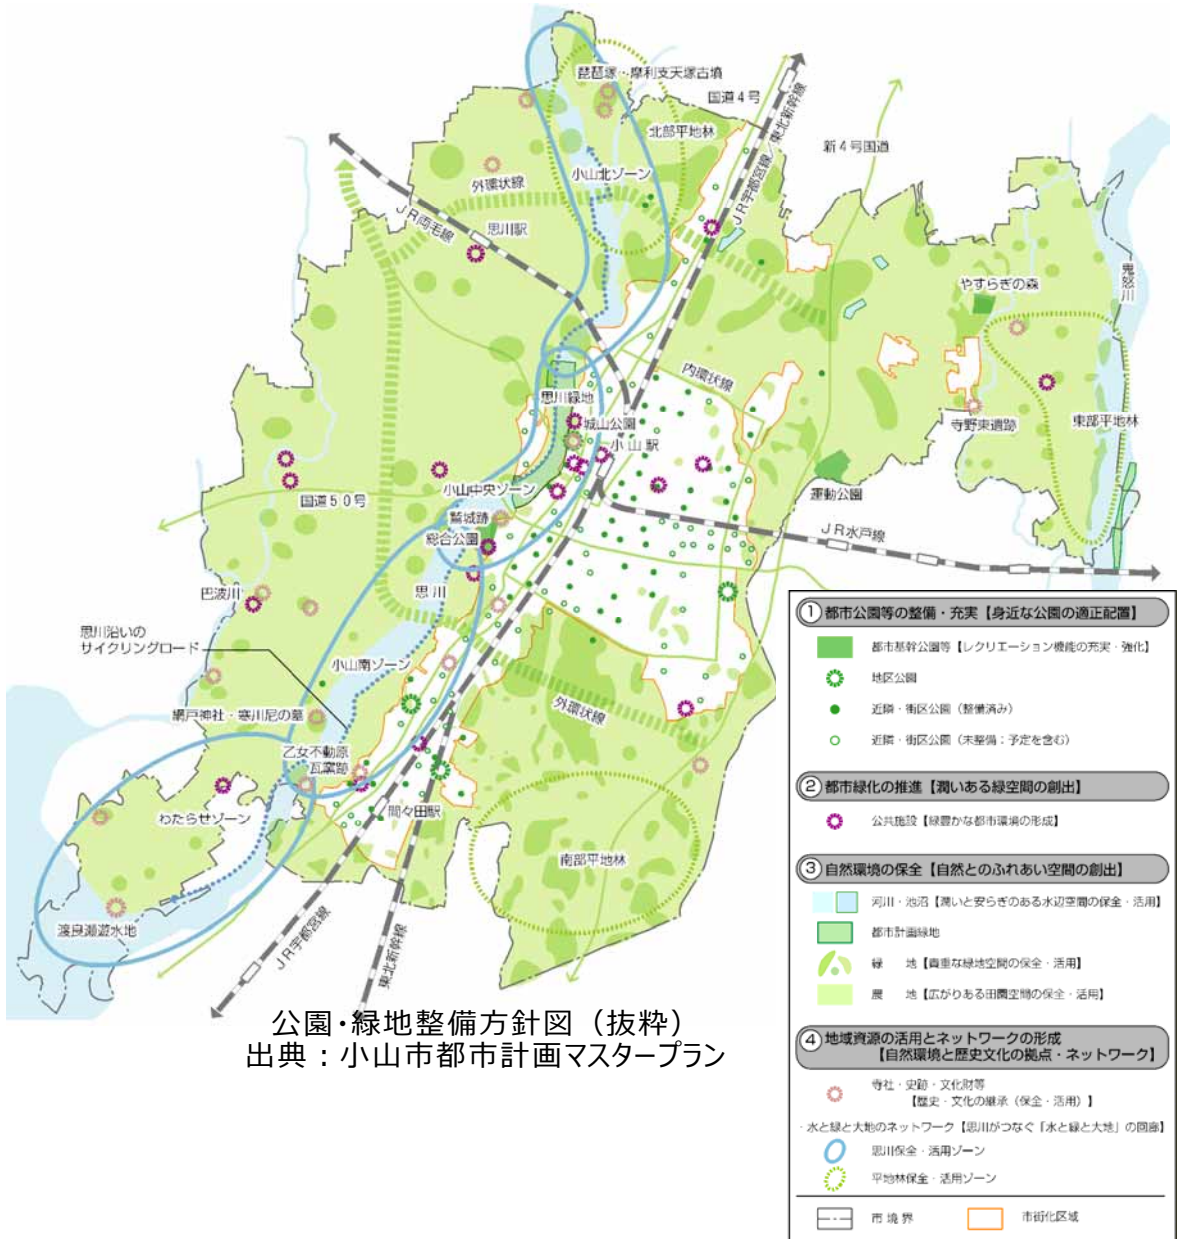 琵琶塚・摩利支天塚古墳
国道4号
JR宇都宮線／東北新幹線
北部平地林
新4号国道
小山北ゾーン
外環状線
JR両毛線
思川駅
鬼怒川
やすらぎの森
内環状線
思川緑地
城山公園
寺野東遺跡
東部平地林
小山駅
小山中央ゾーン
運動公園
国道50号
鷲城跡
JR水戸線
総合公園
思川
巴波川
思川沿いの
サイクリングロード
小山南ゾーン
網戸神社・寒川尼の墓
外環状線
乙女不動原
瓦窯跡
間々田駅
わたらせゾーン
南部平地林
渡良瀬遊水地
JR宇都宮線
東北新幹線
公園・緑地整備方針図（抜粋）
出典：小山市都市計画マスタープラン
① 都市公園等の整備・充実【身近な公園の適正配置】
都市基幹公園等【レクリエーション機能の充実・強化】
地区公園
近隣・街区公園（整備済み）
近隣・街区公園（未整備：予定を含む）
② 都市緑化の推進【潤いある緑空間の創出】
公共施設【緑豊かな都市環境の形成】
③ 自然環境の保全【自然とのふれあい空間の創出】
河川・池沼【潤いと安らぎのある水辺空間の保全・活用】
都市計画緑地
緑　地【貴重な緑地空間の保全・活用】
農　地【広がりある田園空間の保全・活用】
④ 地域資源の活用とネットワークの形成
【自然環境と歴史文化の拠点・ネットワーク】
寺社・史跡・文化財等
【歴史・文化の継承（保全・活用）】
・水と緑と大地のネットワーク【思川がつなぐ「水と緑と大地」の回廊】
思川保全・活用ゾーン
平地林保全・活用ゾーン
市境界
市街化区域